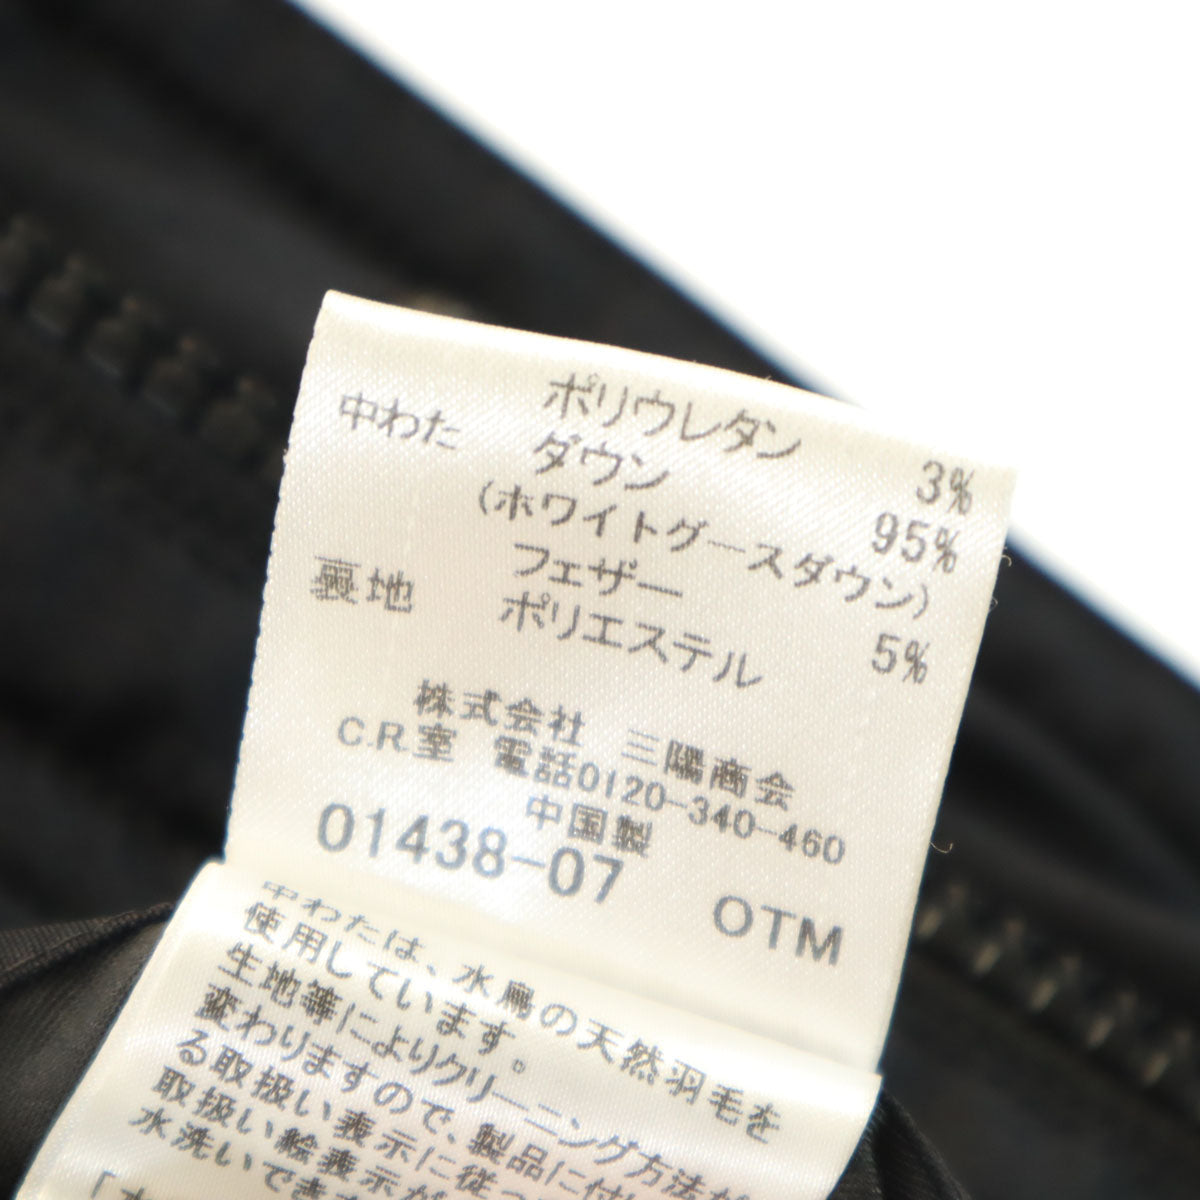 ポリウレタン 3%
中わた ダウン 95%
(ホワイトグースダウン)
フェザー 5%
裏地 ポリエステル
株式会社 三陽商会
C.R.室 電話0120-340-460
中国製
01438-07 OTM
中わたは、水鳥の天然羽毛を
使用しています。
生地等によりクリーニング方法が
変わりますので、製品に付い
る取扱い表示に従っ
取扱い絵表示が
水洗いでき